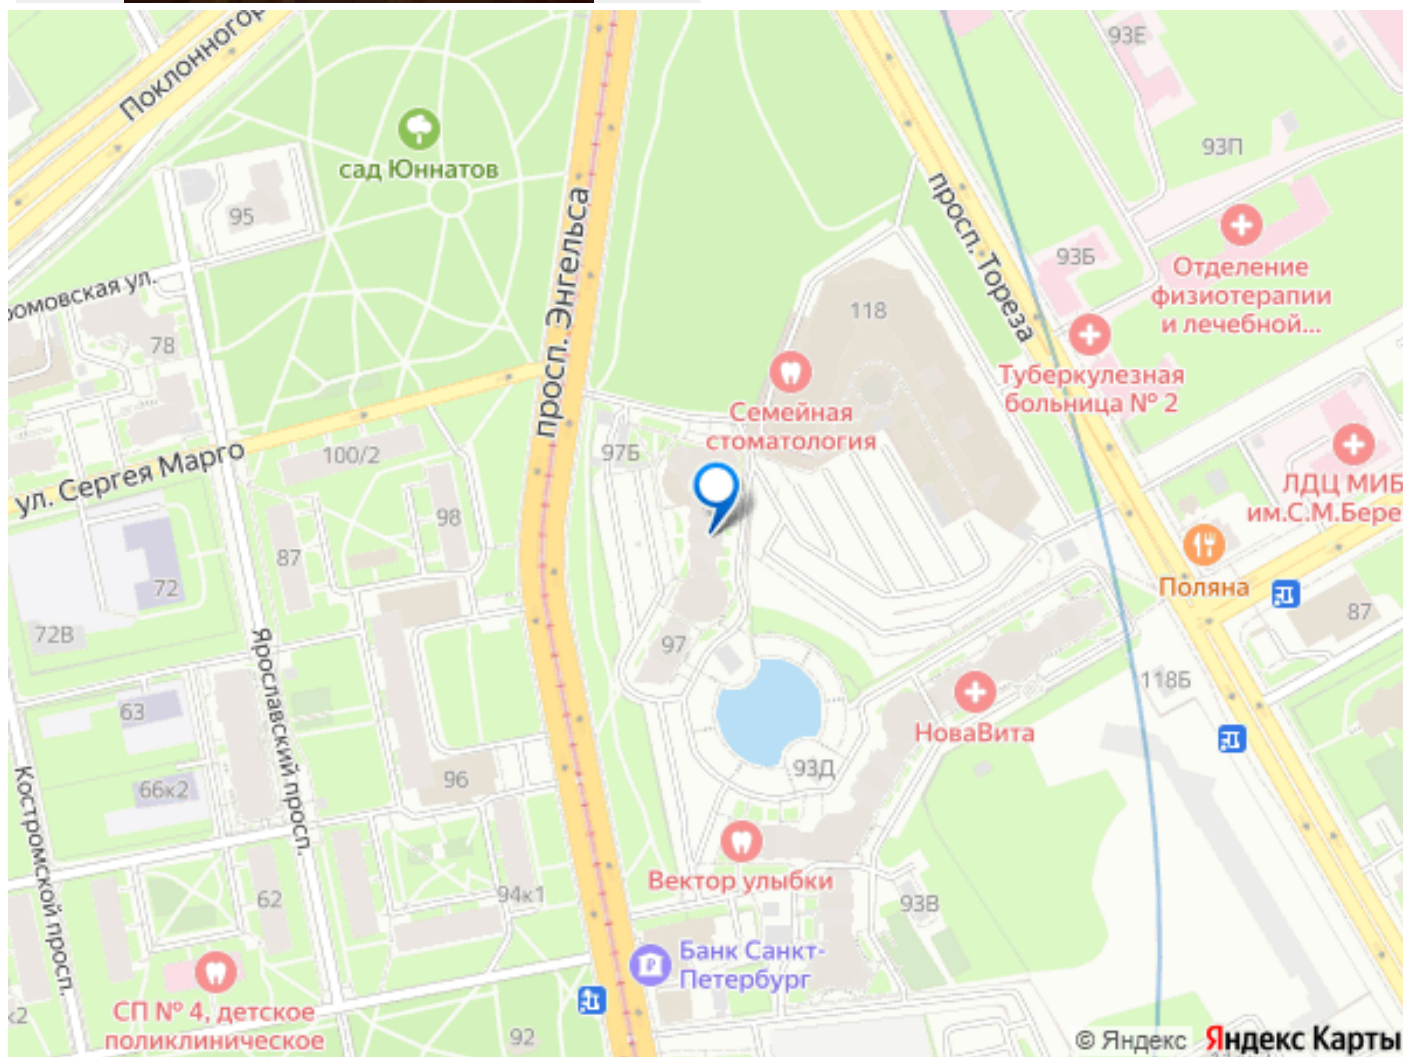 Поклонногор
93Е
93П
сад Юннатов
просп. Энгельса
просп. Тореза
95
93Б
Отделение
физиотерапии
и лечебной...
ромовская ул.
118
78
Туберкулезная
больница № 2
Семейная
стоматология
ул. Сергея Марго
100/2
97Б
ЛДЦ МИБ
им.С.М.Бере
98
87
Поляна
72
72В
87
Ярославский просп.
97
118Б
63
НоваВита
93Д
96
66к2
Костромской просп.
Вектор улыбки
62
94к1
93В
Банк Санкт-
Петербург
СП № 4, детское
поликлиническое
92
© Яндекс Яндекс Карты